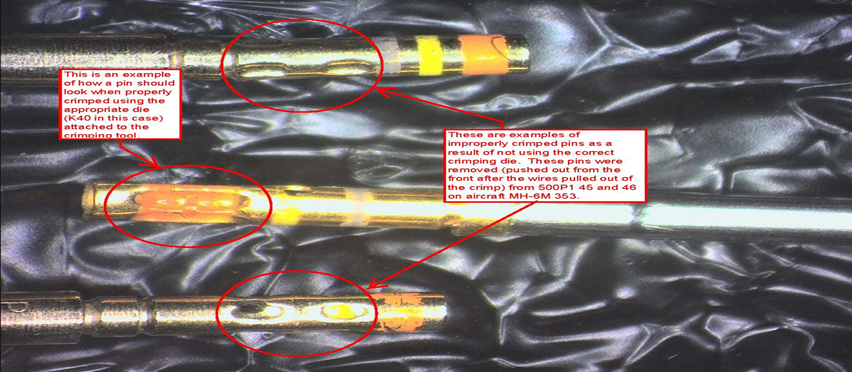 This is an example
of how a pin should
look when properly
crimped using the
appropriate die
(K40 in this case)
attached to the
crimping tool.
These are examples of
improperly crimped pins as a
result of not using the correct
crimping die. These pins were
removed (pushed out from the
front after the wires pulled out of
the crimp) from 500P1 45 and 46
on aircraft MH-6M 353.